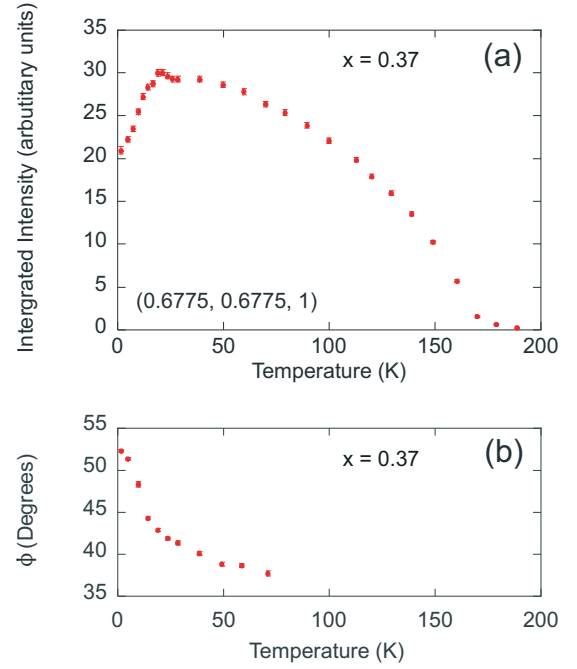 (a)
x = 0.37
Intergrated Intensity (arbutitary units)
35
30
25
20
15
10
5
0
(0.6775, 0.6775, 1)
0 50 100 150 200
Temperature (K)
(b)
x = 0.37
ϕ (Degrees)
55
50
45
40
35
0 50 100 150 200
Temperature (K)